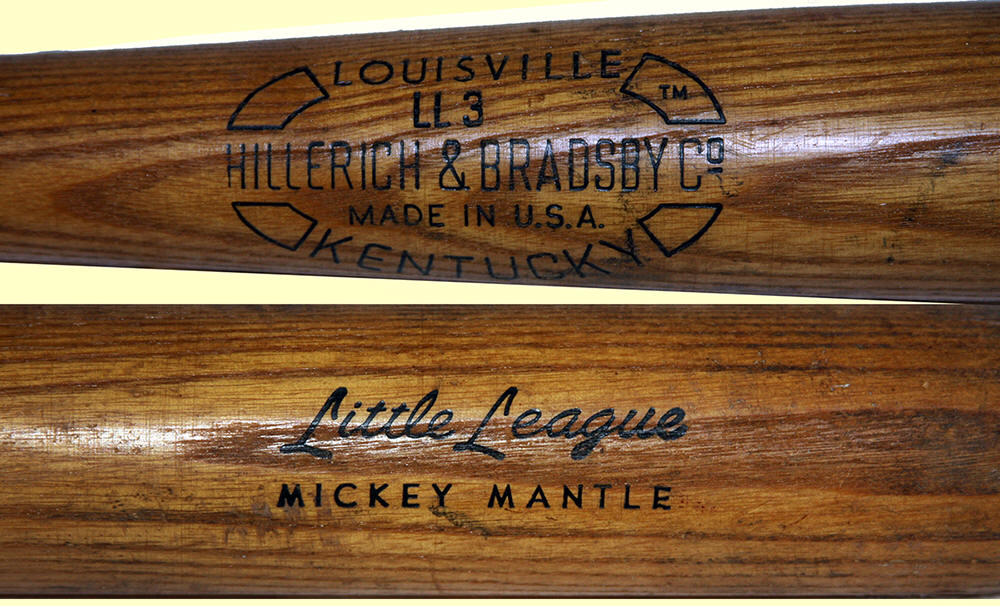 LOUISVILLE
TM
LL3
HILLERICH & BRADSBY Cº
MADE IN U.S.A.
KENTUCKY
Little League
MICKEY MANTLE